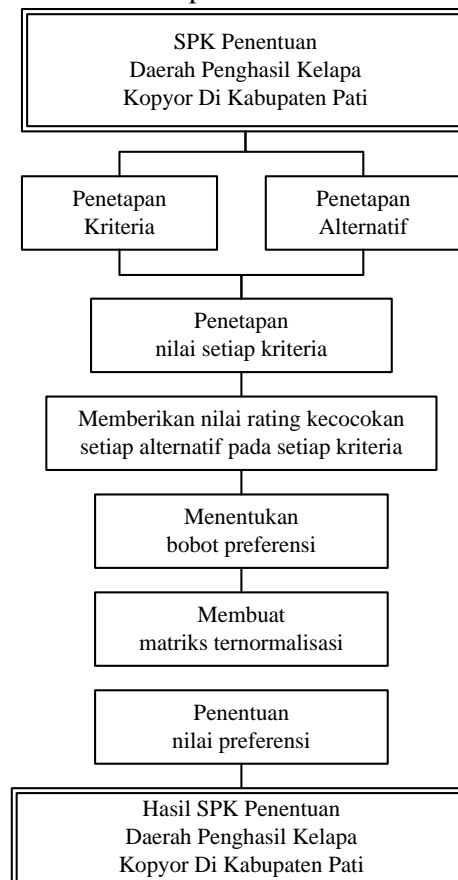 SPK Penentuan
Daerah Penghasil Kelapa
Kopyor Di Kabupaten Pati
Penetapan
Kriteria
Penetapan
Alternatif
Penetapan
nilai setiap kriteria
Memberikan nilai rating kecocokan
setiap alternatif pada setiap kriteria
Menentukan
bobot preferensi
Membuat
matriks ternormalisasi
Penentuan
nilai preferensi
Hasil SPK Penentuan
Daerah Penghasil Kelapa
Kopyor Di Kabupaten Pati